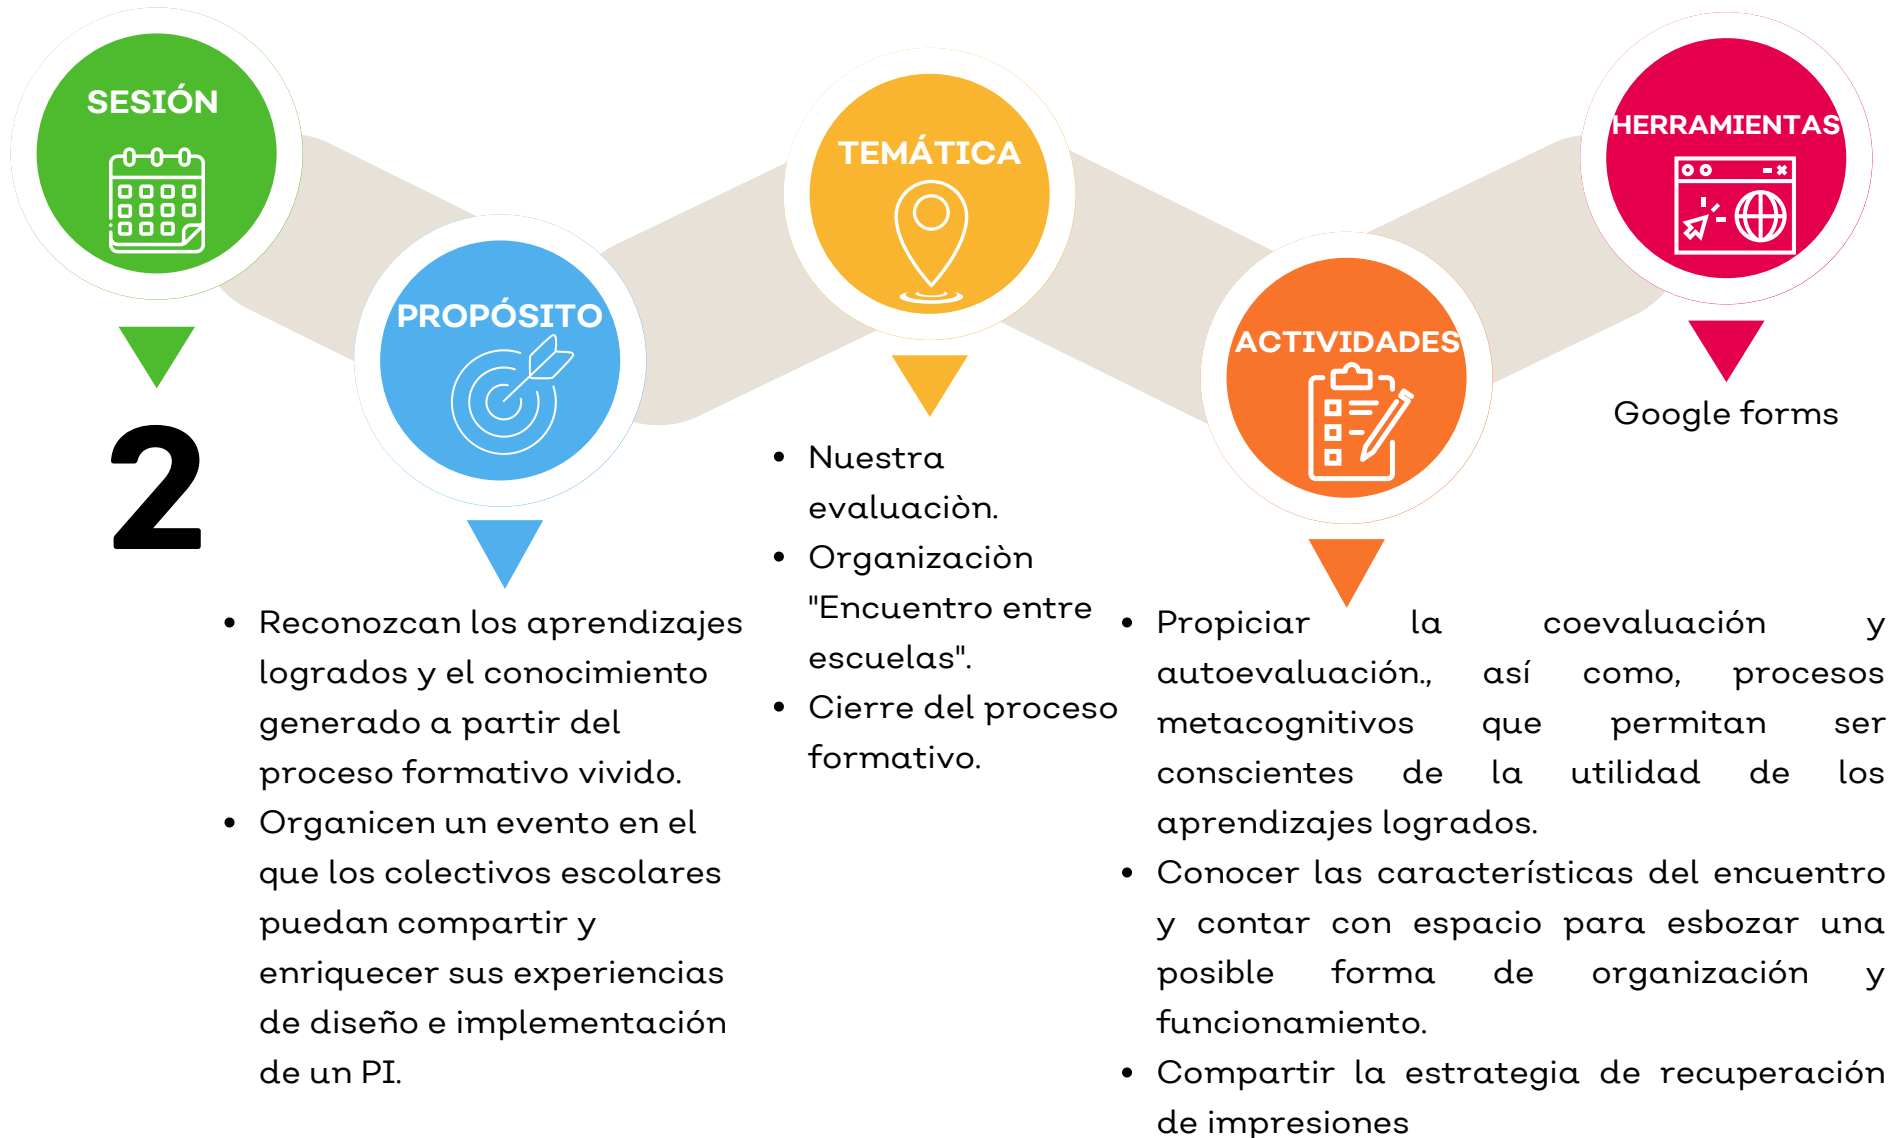 SESIÓN
2
PROPÓSITO
• Reconozcan los aprendizajes
logrados y el conocimiento
generado a partir del
proceso formativo vivido.
• Organicen un evento en el
que los colectivos escolares
puedan compartir y
enriquecer sus experiencias
de diseño e implementación
de un PI.
TEMÁTICA
• Nuestra
evaluaciòn.
• Organizaciòn
"Encuentro entre
escuelas".
• Cierre del proceso
formativo.
ACTIVIDADES
• Propiciar la coevaluación y
autoevaluación., así como, procesos
metacognitivos que permitan ser
conscientes de la utilidad de los
aprendizajes logrados.
• Conocer las características del encuentro
y contar con espacio para esbozar una
posible forma de organización y
funcionamiento.
• Compartir la estrategia de recuperación
de impresiones
HERRAMIENTAS
Google forms